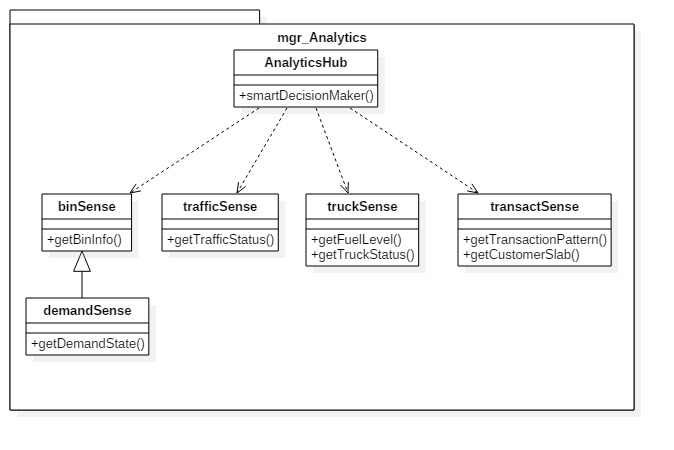 mgr_Analytics
AnalyticsHub
+smartDecisionMaker()
binSense
+getBinInfo()
trafficSense
+getTrafficStatus()
truckSense
+getFuelLevel()
+getTruckStatus()
transactSense
+getTransactionPattern()
+getCustomerSlab()
demandSense
+getDemandState()